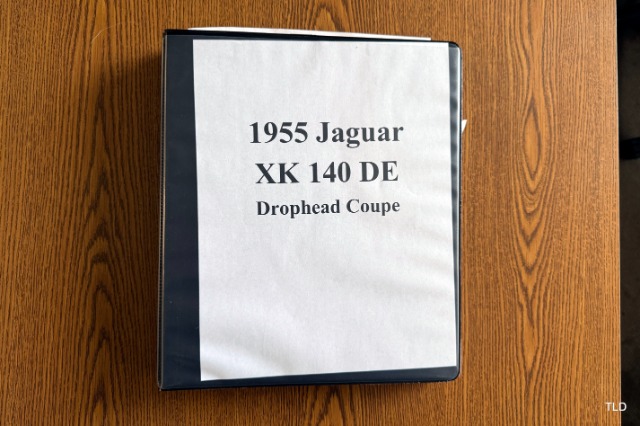 1955 Jaguar
XK 140 DE
Drophead Coupe
TLD